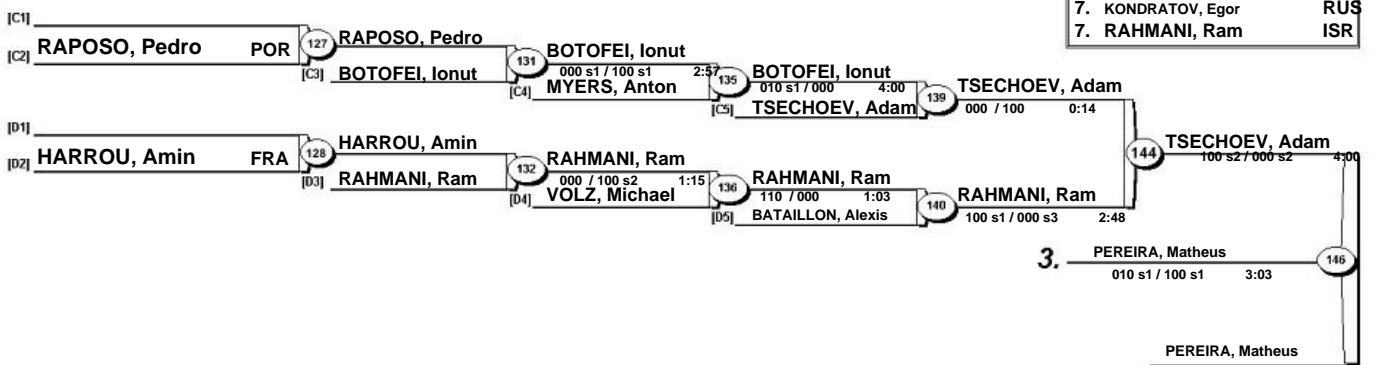 7. KONDRATOV, Egor RUS
7. RAHMANI, Ram ISR
[C1]
[C2] RAPOSO, Pedro POR
127
RAPOSO, Pedro
[C3] BOTOFEI, Ionut
131
BOTOFEI, Ionut
000 s1 / 100 s1 2:57
[C4] MYERS, Anton
135
BOTOFEI, Ionut
010 s1 / 000 4:00
[C5] TSECHOEV, Adam
139
TSECHOEV, Adam
000 / 100 0:14
[D1]
[D2] HARROU, Amin FRA
128
HARROU, Amin
[D3] RAHMANI, Ram
132
RAHMANI, Ram
000 / 100 s2 1:15
[D4] VOLZ, Michael
136
RAHMANI, Ram
110 / 000 1:03
[D5] BATAILLON, Alexis
140
RAHMANI, Ram
100 s1 / 000 s3 2:48
144
TSECHOEV, Adam
100 s2 / 000 s2 4:00
3. PEREIRA, Matheus
010 s1 / 100 s1 3:03
146
PEREIRA, Matheus